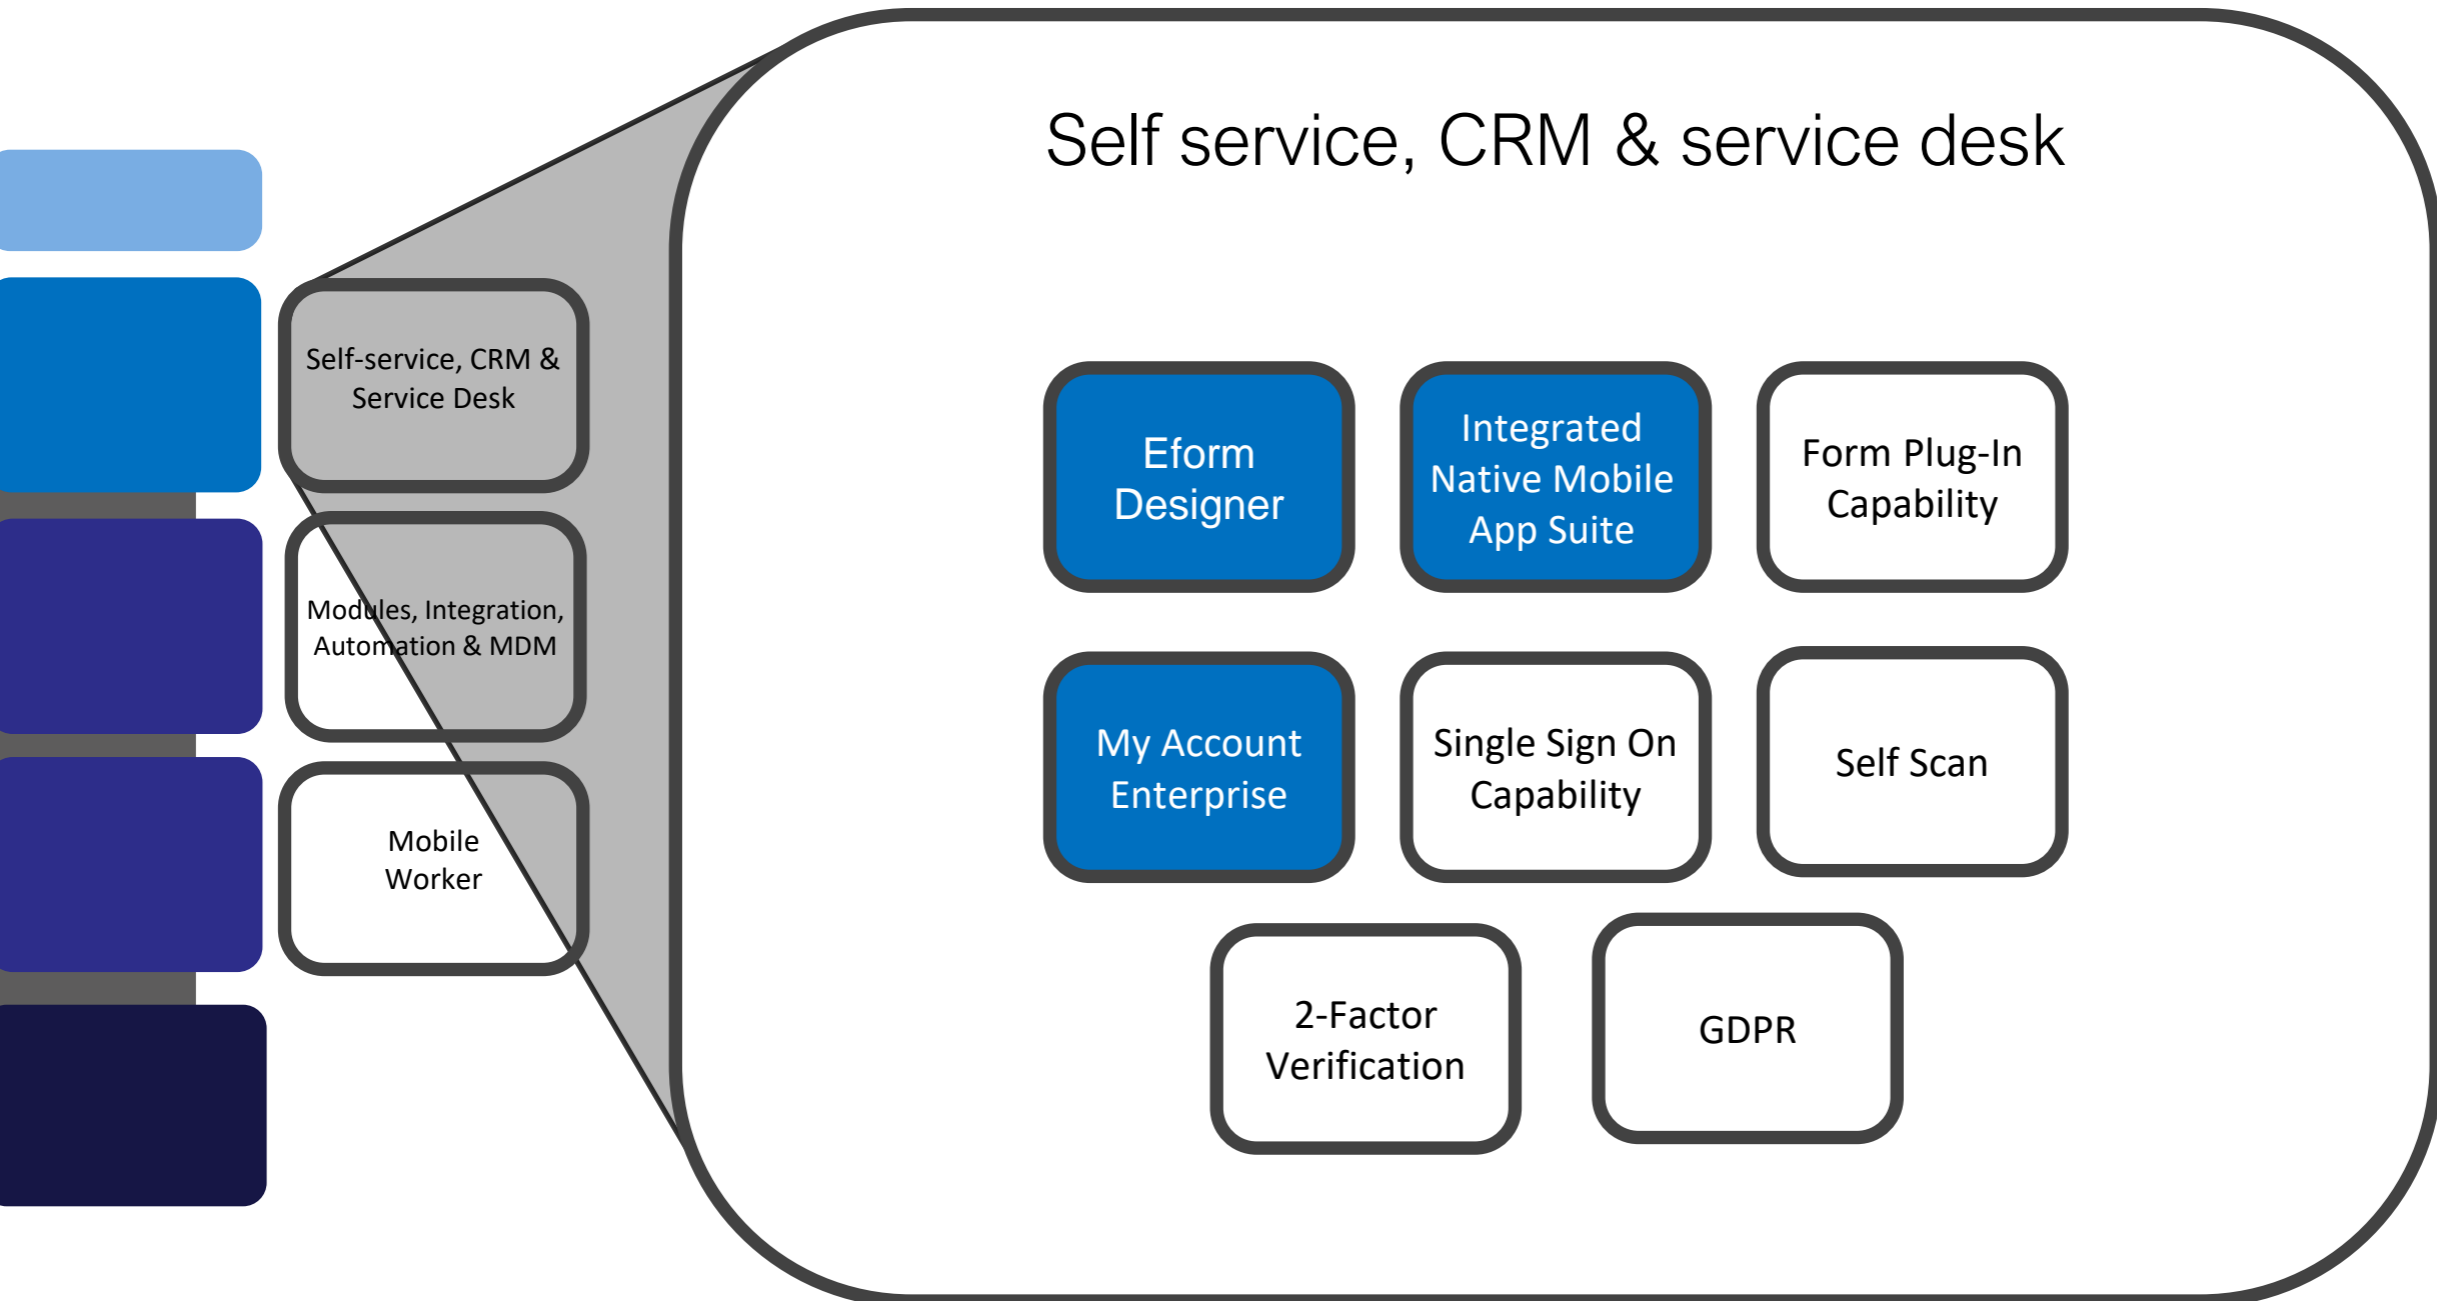 Self service, CRM & service desk
Self-service, CRM &
Service Desk
Modules, Integration,
Automation & MDM
Mobile
Worker
Eform
Designer
Integrated
Native Mobile
App Suite
Form Plug-In
Capability
My Account
Enterprise
Single Sign On
Capability
Self Scan
2-Factor
Verification
GDPR